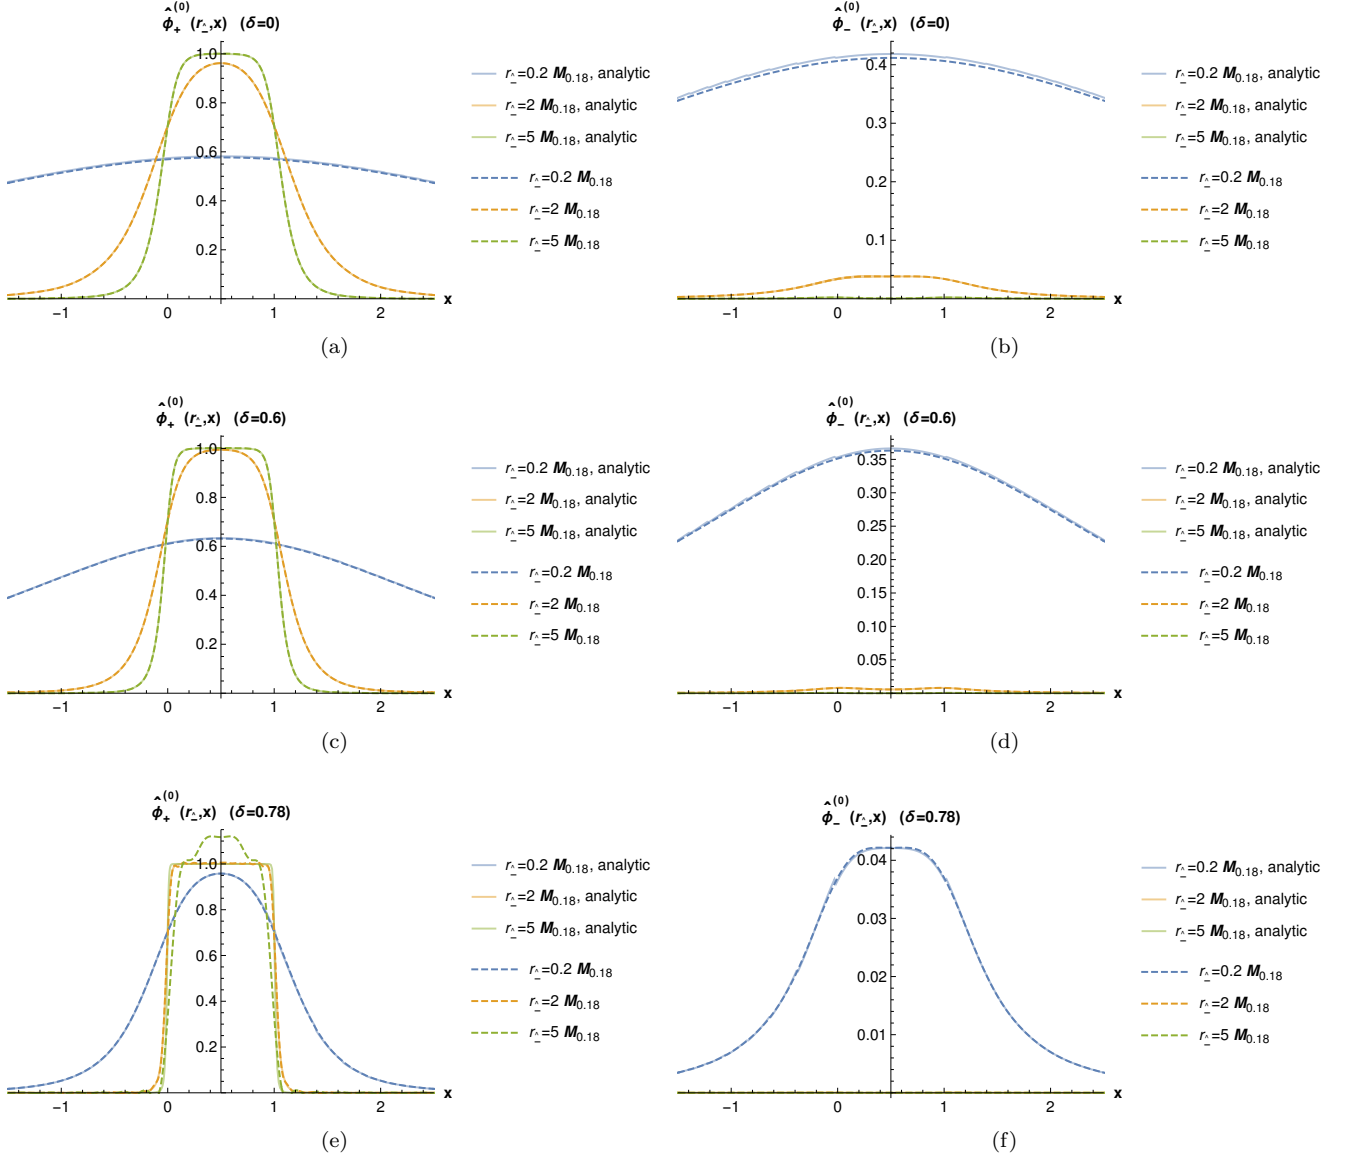 ϕ̂₊⁽⁰⁾ (r₋̂,x) (δ=0)
1.0
0.8
0.6
0.4
0.2
−1 0 1 2 x
r₋̂=0.2 M0.18, analytic
r₋̂=2 M0.18, analytic
r₋̂=5 M0.18, analytic
r₋̂=0.2 M0.18
r₋̂=2 M0.18
r₋̂=5 M0.18
(a)
ϕ̂₋⁽⁰⁾ (r₋̂,x) (δ=0)
0.4
0.3
0.2
0.1
−1 0 1 2 x
r₋̂=0.2 M0.18, analytic
r₋̂=2 M0.18, analytic
r₋̂=5 M0.18, analytic
r₋̂=0.2 M0.18
r₋̂=2 M0.18
r₋̂=5 M0.18
(b)
ϕ̂₊⁽⁰⁾ (r₋̂,x) (δ=0.6)
1.0
0.8
0.6
0.4
0.2
−1 0 1 2 x
r₋̂=0.2 M0.18, analytic
r₋̂=2 M0.18, analytic
r₋̂=5 M0.18, analytic
r₋̂=0.2 M0.18
r₋̂=2 M0.18
r₋̂=5 M0.18
(c)
ϕ̂₋⁽⁰⁾ (r₋̂,x) (δ=0.6)
0.35
0.30
0.25
0.20
0.15
0.10
0.05
−1 0 1 2 x
r₋̂=0.2 M0.18, analytic
r₋̂=2 M0.18, analytic
r₋̂=5 M0.18, analytic
r₋̂=0.2 M0.18
r₋̂=2 M0.18
r₋̂=5 M0.18
(d)
ϕ̂₊⁽⁰⁾ (r₋̂,x) (δ=0.78)
1.0
0.8
0.6
0.4
0.2
−1 0 1 2 x
r₋̂=0.2 M0.18, analytic
r₋̂=2 M0.18, analytic
r₋̂=5 M0.18, analytic
r₋̂=0.2 M0.18
r₋̂=2 M0.18
r₋̂=5 M0.18
(e)
ϕ̂₋⁽⁰⁾ (r₋̂,x) (δ=0.78)
0.04
0.03
0.02
0.01
−1 0 1 2 x
r₋̂=0.2 M0.18, analytic
r₋̂=2 M0.18, analytic
r₋̂=5 M0.18, analytic
r₋̂=0.2 M0.18
r₋̂=2 M0.18
r₋̂=5 M0.18
(f)